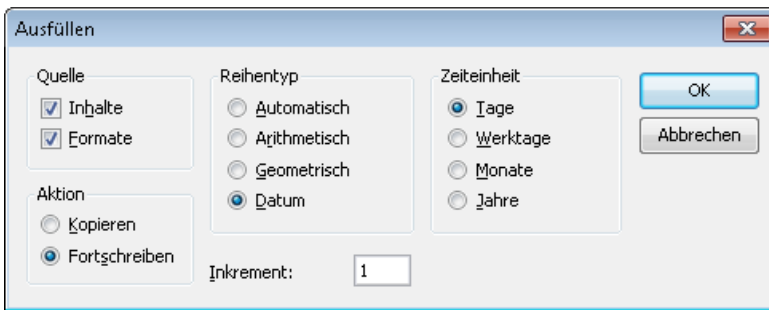 Ausfüllen
Quelle
Inhalte
Formate
Aktion
Kopieren
Fortschreiben
Reihentyp
Automatisch
Arithmetisch
Geometrisch
Datum
Inkrement: 1
Zeiteinheit
Tage
Werktage
Monate
Jahre
OK
Abbrechen